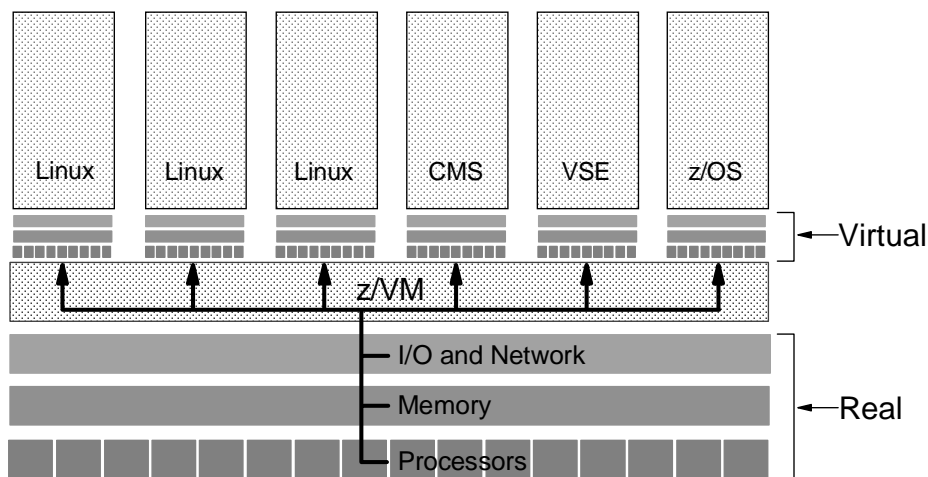 Linux
Linux
Linux
CMS
VSE
z/OS
Virtual
z/VM
I/O and Network
Memory
Real
Processors